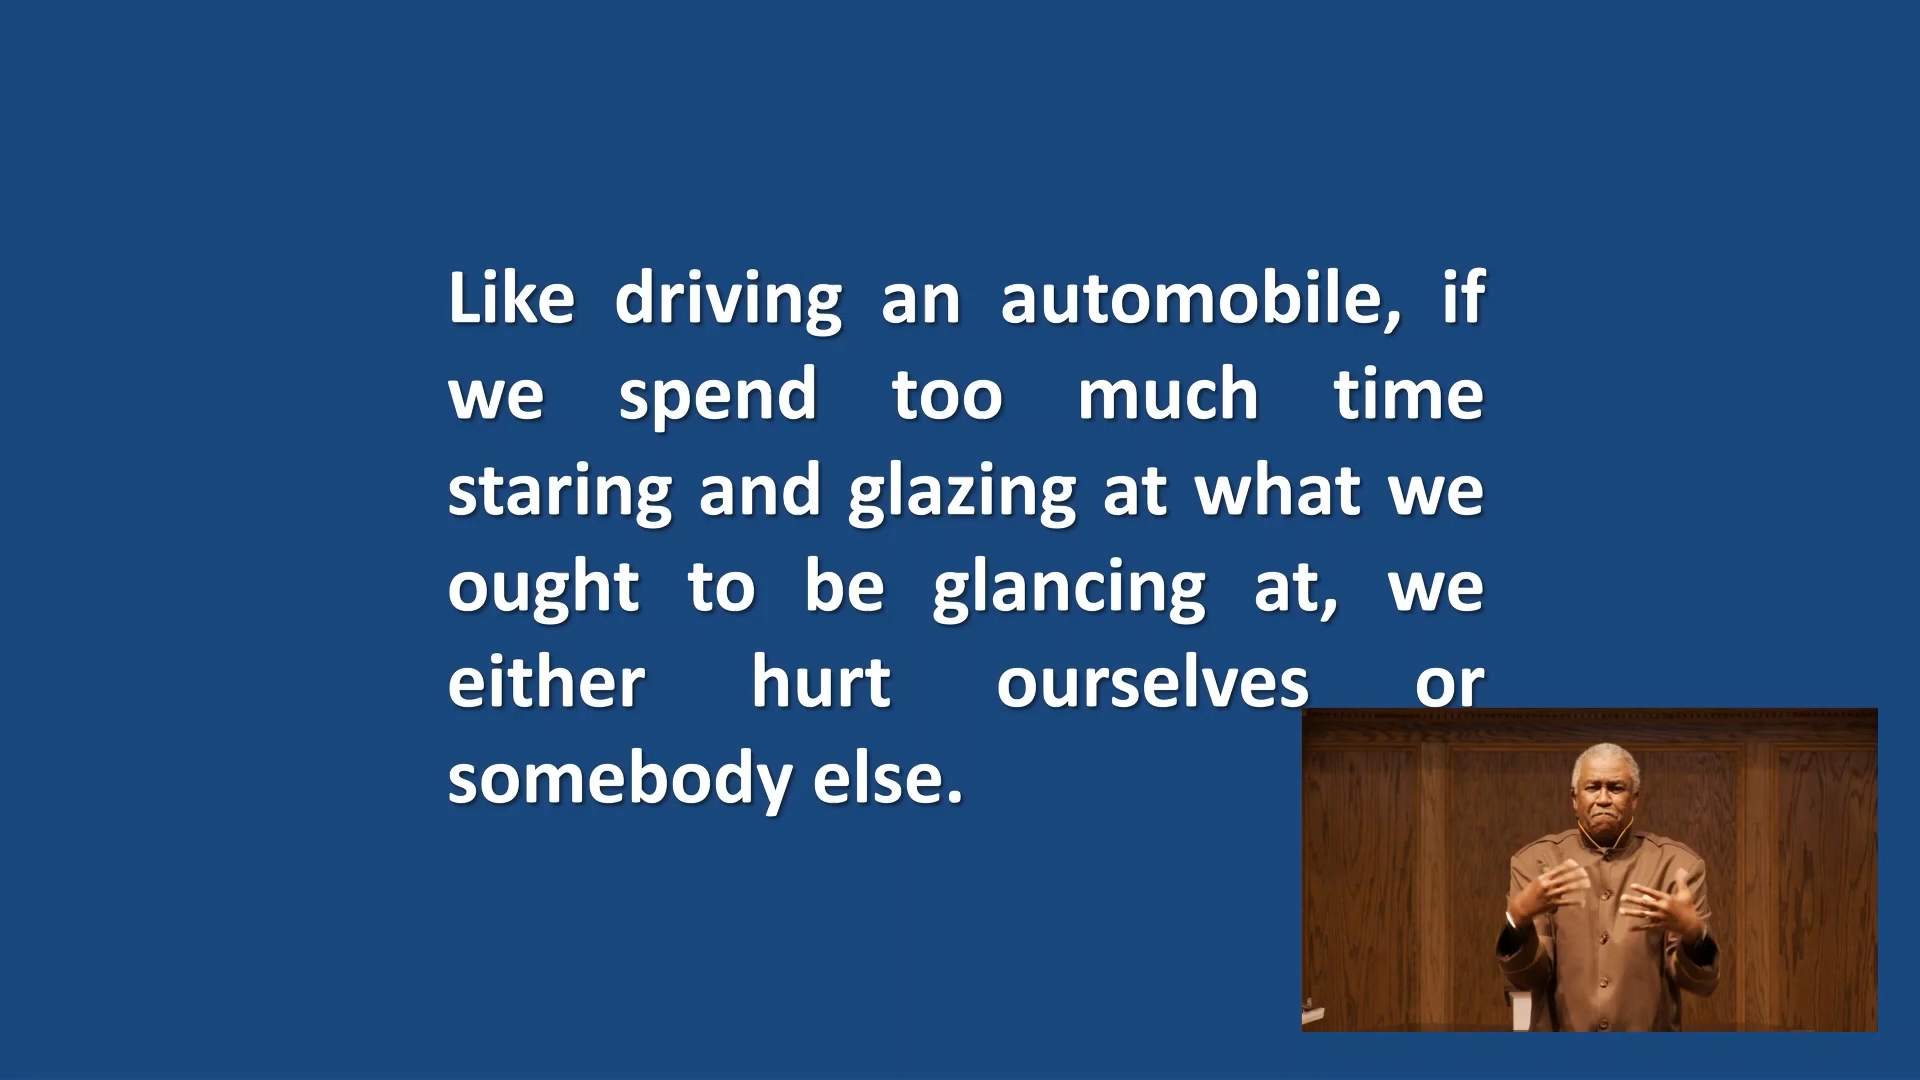 Like driving an automobile, if
we spend too much time
staring and glazing at what we
ought to be glancing at, we
either hurt ourselves or
somebody else.